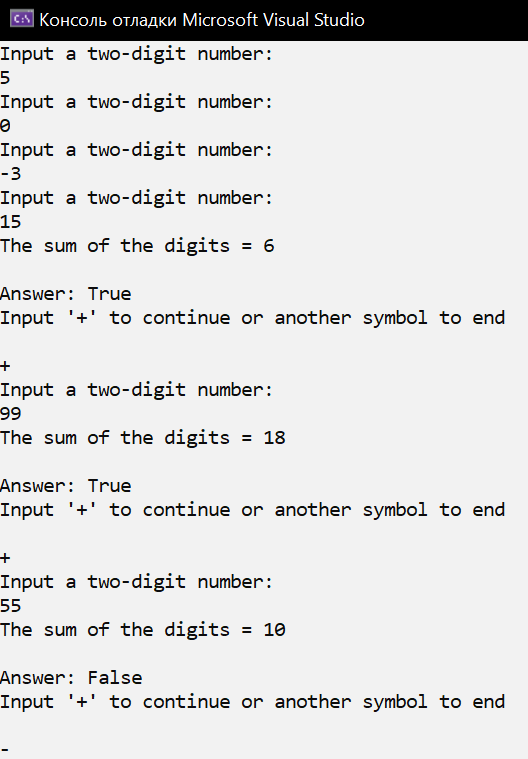 Консоль отладки Microsoft Visual Studio
Input a two-digit number:
5
Input a two-digit number:
0
Input a two-digit number:
-3
Input a two-digit number:
15
The sum of the digits = 6
Answer: True
Input '+' to continue or another symbol to end
+
Input a two-digit number:
99
The sum of the digits = 18
Answer: True
Input '+' to continue or another symbol to end
+
Input a two-digit number:
55
The sum of the digits = 10
Answer: False
Input '+' to continue or another symbol to end
-